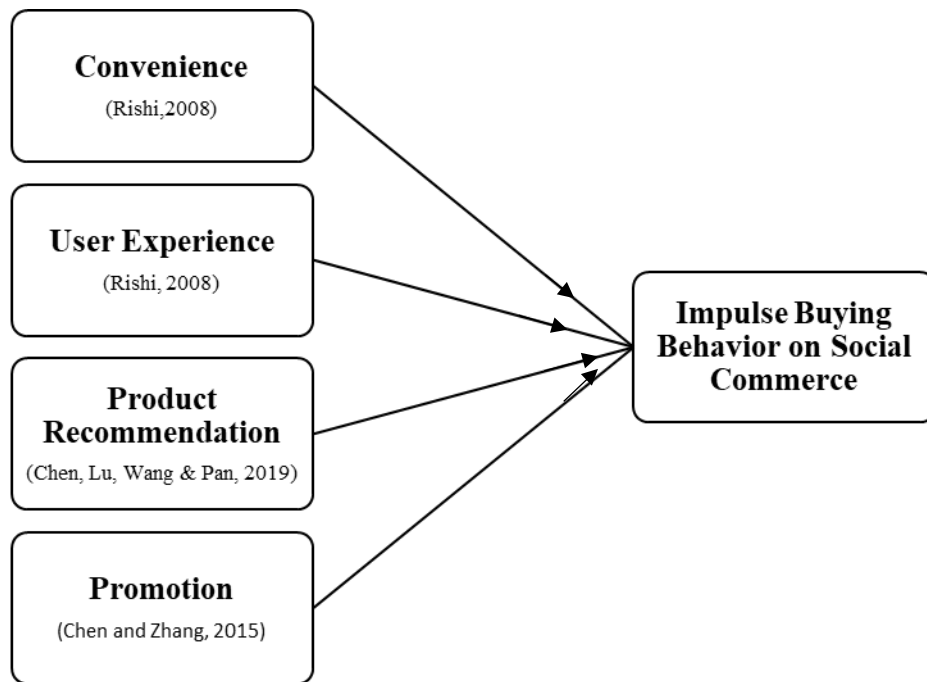 Convenience
(Rishi,2008)
User Experience
(Rishi, 2008)
Product
Recommendation
(Chen, Lu, Wang & Pan, 2019)
Promotion
(Chen and Zhang, 2015)
Impulse Buying
Behavior on Social
Commerce